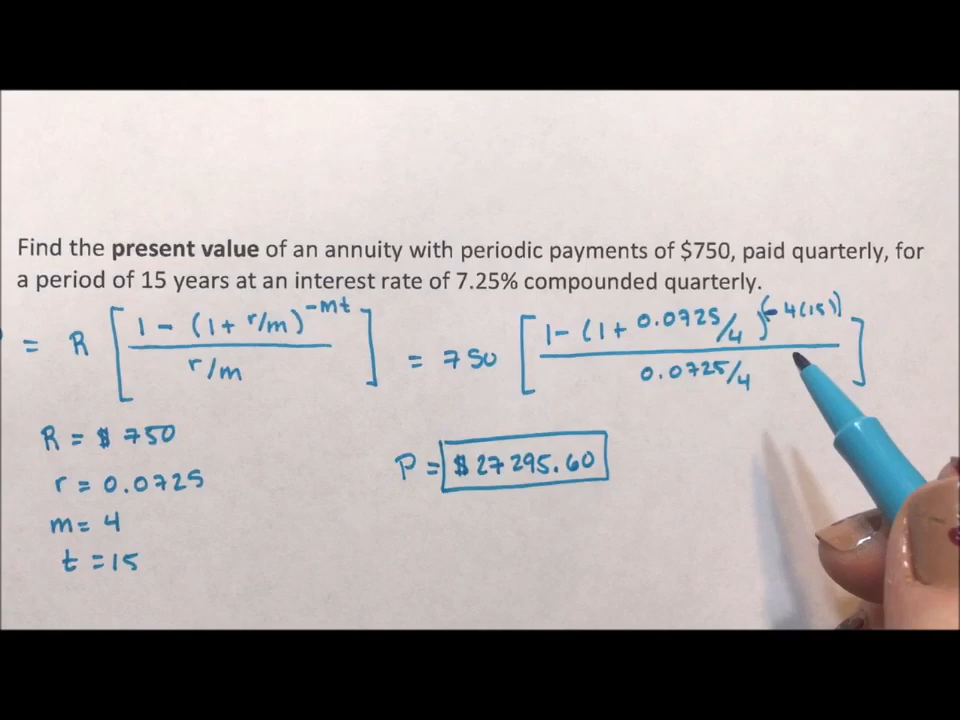 Find the present value of an annuity with periodic payments of $750, paid quarterly, for
a period of 15 years at an interest rate of 7.25% compounded quarterly.
= R [ 1 - (1 + r/m)^-mt / r/m ] = 750 [ 1 - (1 + 0.0725/4)^(-4(15)) / 0.0725/4 ]
R = $ 750
P = $ 27 295.60
r = 0.0725
m = 4
t = 15